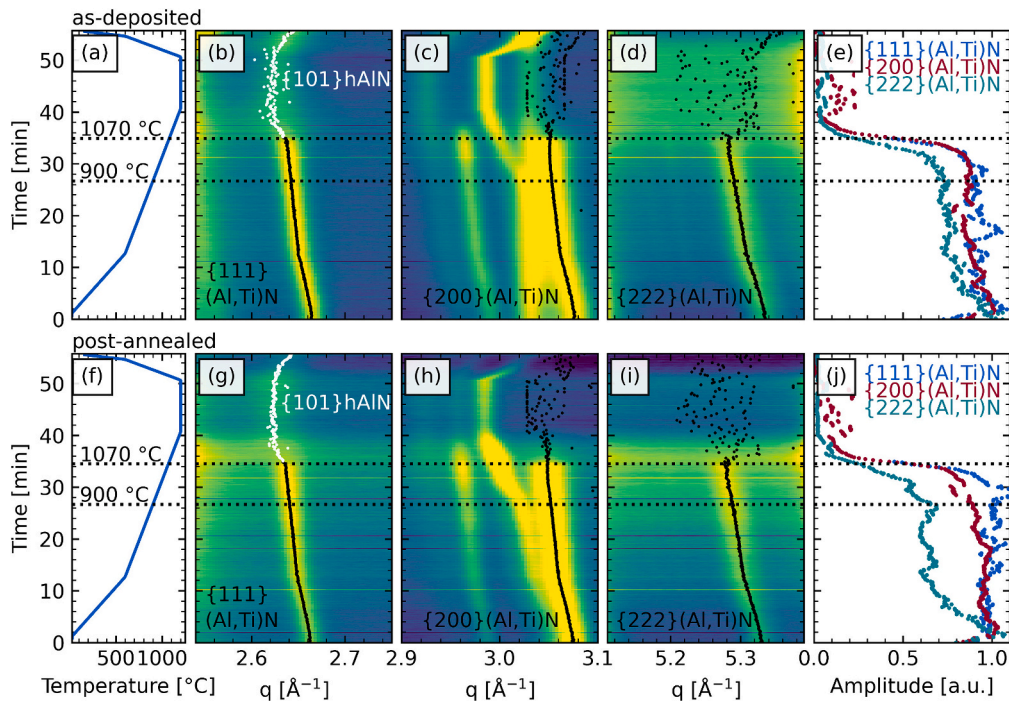 as-deposited
(a)
(b)
(c)
(d)
(e)
{101}hAlN
{111}(Al,Ti)N
{200}(Al,Ti)N
{222}(Al,Ti)N
1070 °C
900 °C
{111}
(Al,Ti)N
{200}(Al,Ti)N
{222}(Al,Ti)N
Time [min]
50
40
30
20
10
0
post-annealed
(f)
(g)
(h)
(i)
(j)
{101}hAlN
{111}(Al,Ti)N
{200}(Al,Ti)N
{222}(Al,Ti)N
1070 °C
900 °C
{111}
(Al,Ti)N
{200}(Al,Ti)N
{222}(Al,Ti)N
Time [min]
50
40
30
20
10
0
500 1000
2.6 2.7
2.9 3.0 3.1
5.2 5.3
0.0 0.5 1.0
Temperature [°C]
q [Å⁻¹]
q [Å⁻¹]
q [Å⁻¹]
Amplitude [a.u.]